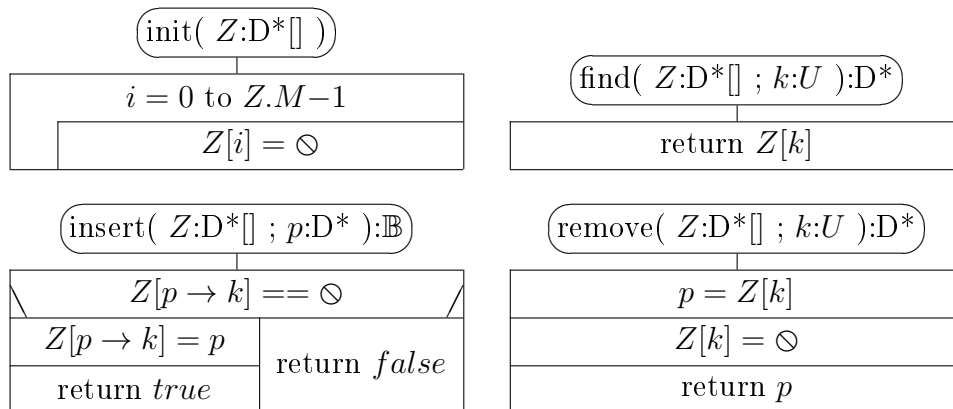 init( Z:D*[] )
i = 0 to Z.M−1
Z[i] = ⦸
find( Z:D*[] ; k:U ):D*
return Z[k]
insert( Z:D*[] ; p:D* ):𝔹
Z[p → k] == ⦸
Z[p → k] = p
return true
return false
remove( Z:D*[] ; k:U ):D*
p = Z[k]
Z[k] = ⦸
return p